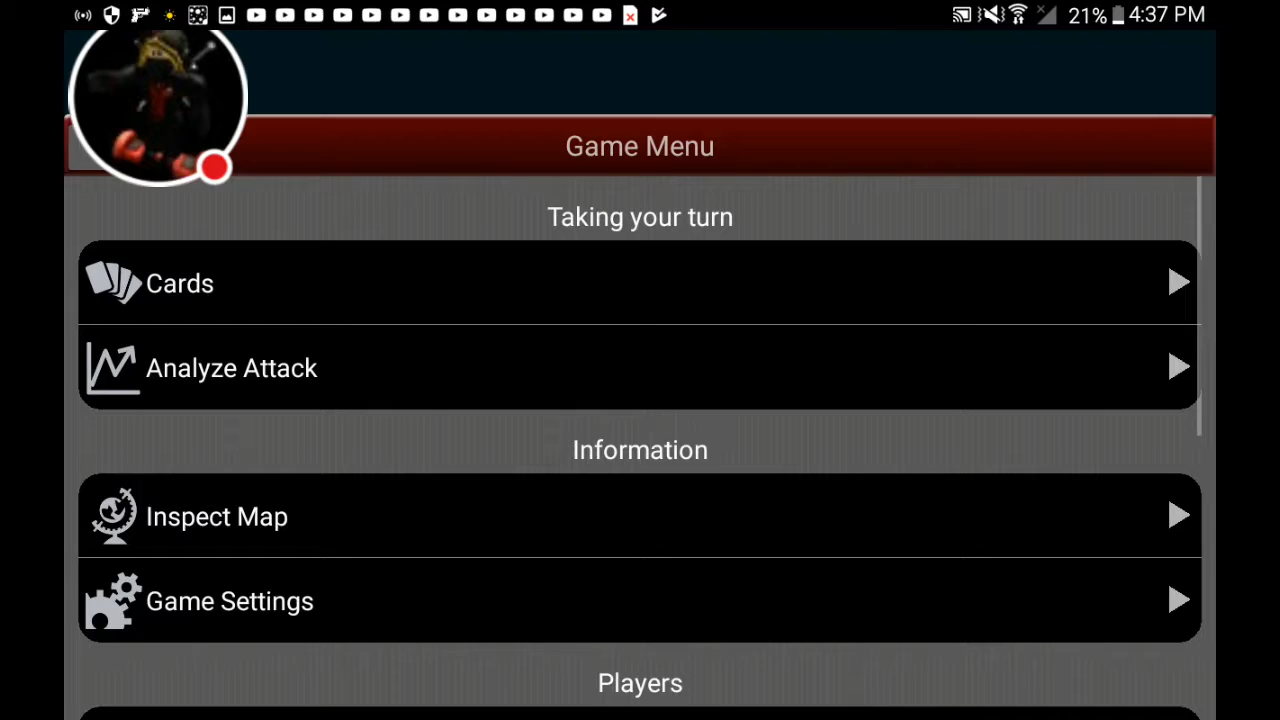 21% 4:37 PM
Game Menu
Taking your turn
Cards
Analyze Attack
Information
Inspect Map
Game Settings
Players